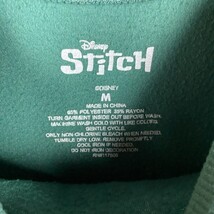 Disney
STITCH
©DISNEY
M
MADE IN CHINA
65% POLYESTER 35% RAYON
TURN GARMENT INSIDE OUT BEFORE WASH
MACHINE WASH COLD WITH LIKE COLORS
GENTLE CYCLE.
ONLY NON CHLORINE BLEACH WHEN NEEDED.
TUMBLE DRY LOW. REMOVE PROMPTLY.
COOL IRON IF NEEDED.
DO NOT IRON DECORATION